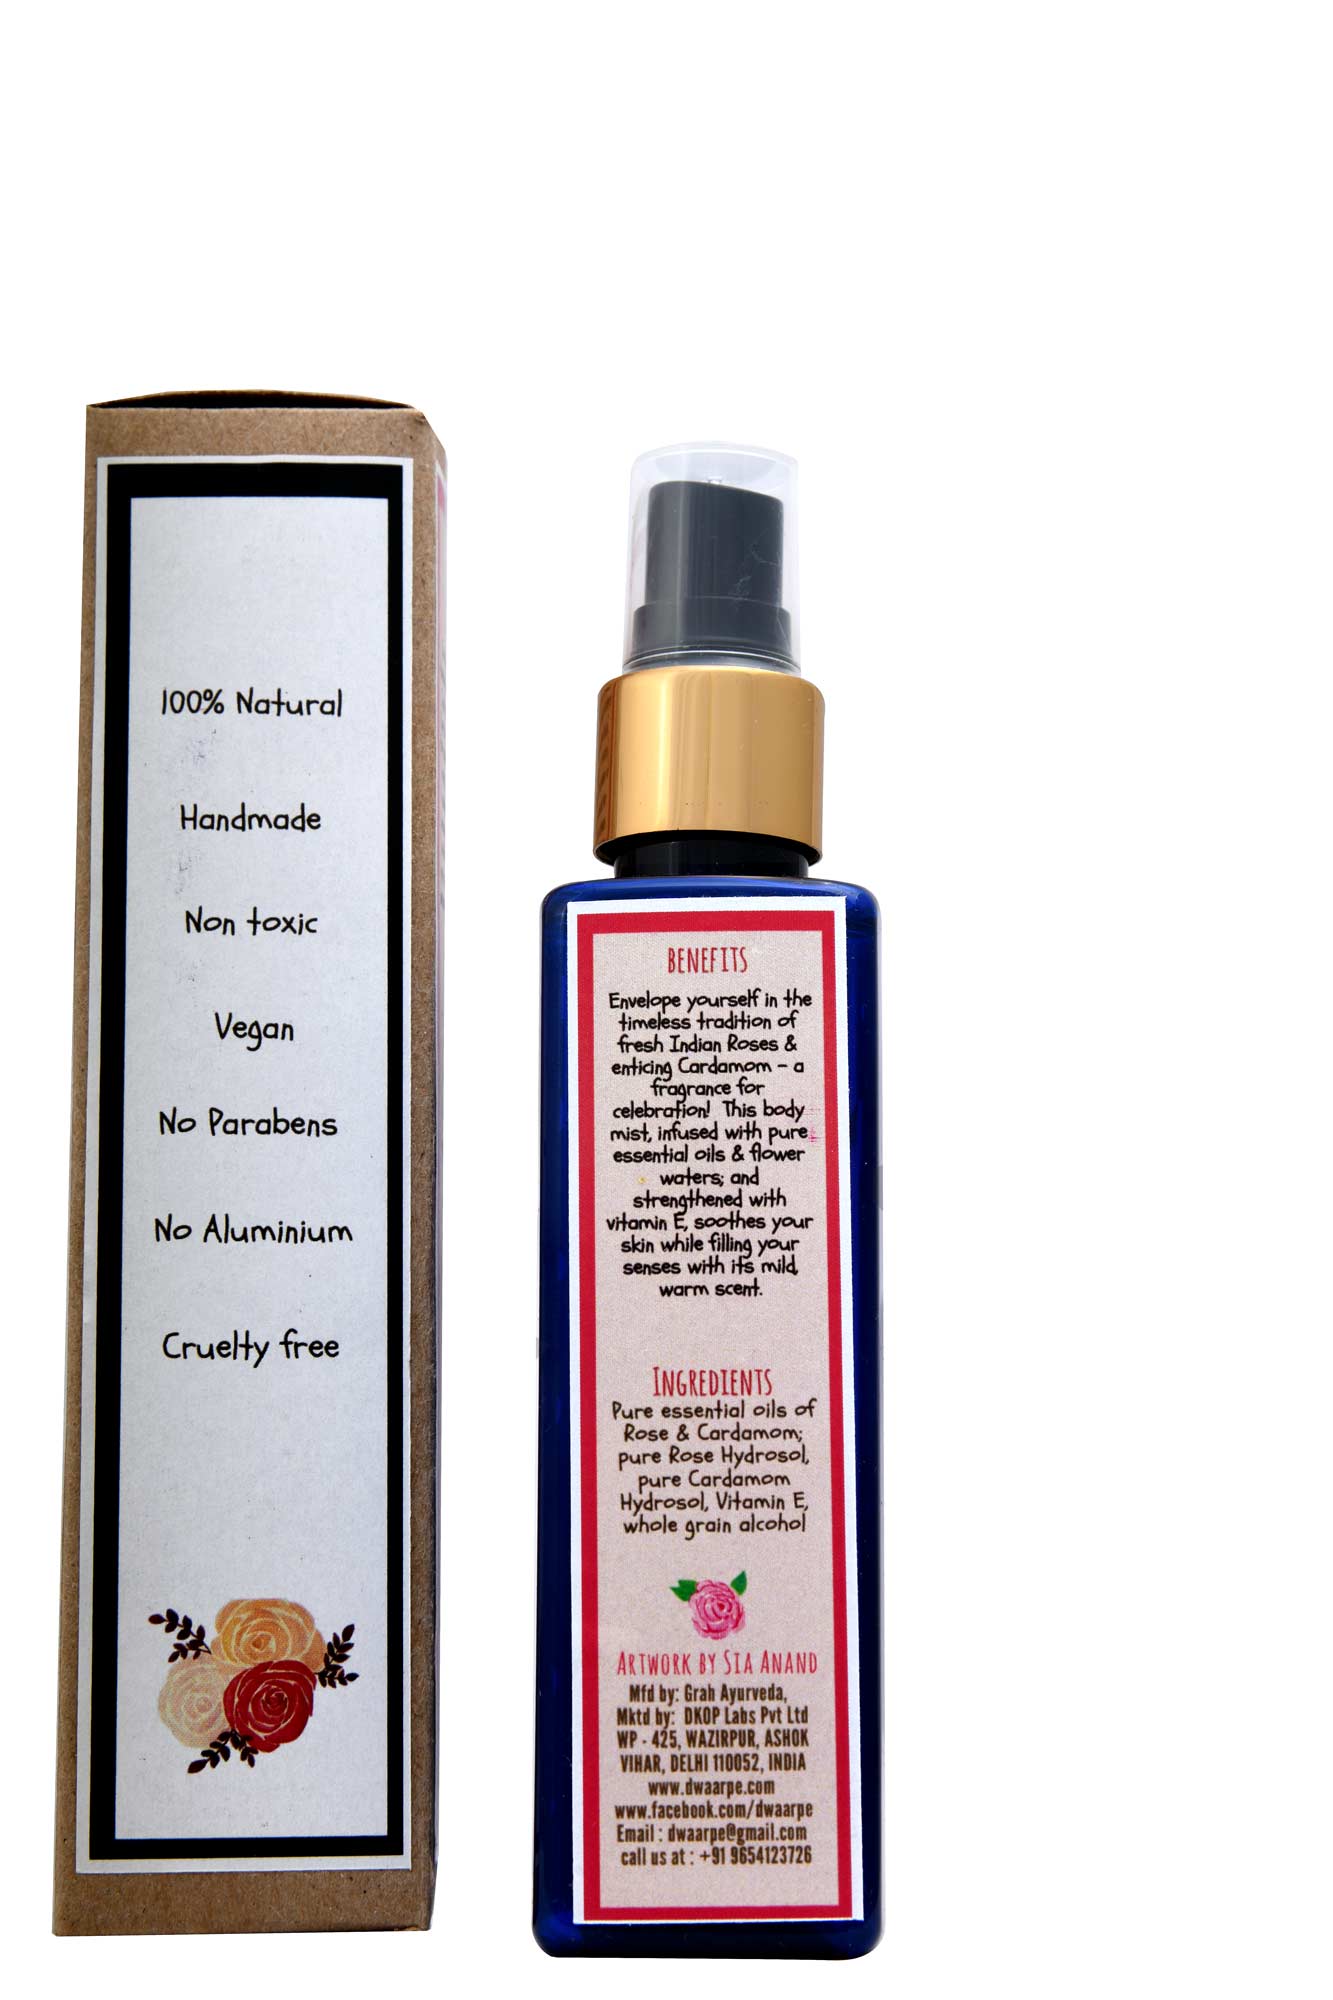 100% Natural
Handmade
Non toxic
Vegan
No Parabens
No Aluminium
Cruelty free
BENEFITS
Envelope yourself in the
timeless tradition of
fresh Indian Roses &
enticing Cardamom - a
fragrance for
celebration! This body
mist, infused with pure
essential oils & flower
waters; and
strengthened with
vitamin E, soothes your
skin while filling your
senses with its mild,
warm scent.
INGREDIENTS
Pure essential oils of
Rose & Cardamom;
pure Rose Hydrosol,
pure Cardamom
Hydrosol, Vitamin E,
whole grain alcohol
ARTWORK BY SIA ANAND
Mfd by: Grah Ayurveda,
Mktd by: DKOP Labs Pvt Ltd
WP - 425, WAZIRPUR, ASHOK
VIHAR, DELHI 110052, INDIA
www.dwaarpe.com
www.facebook.com/dwaarpe
Email : dwaarpe@gmail.com
call us at : +91 9654123726